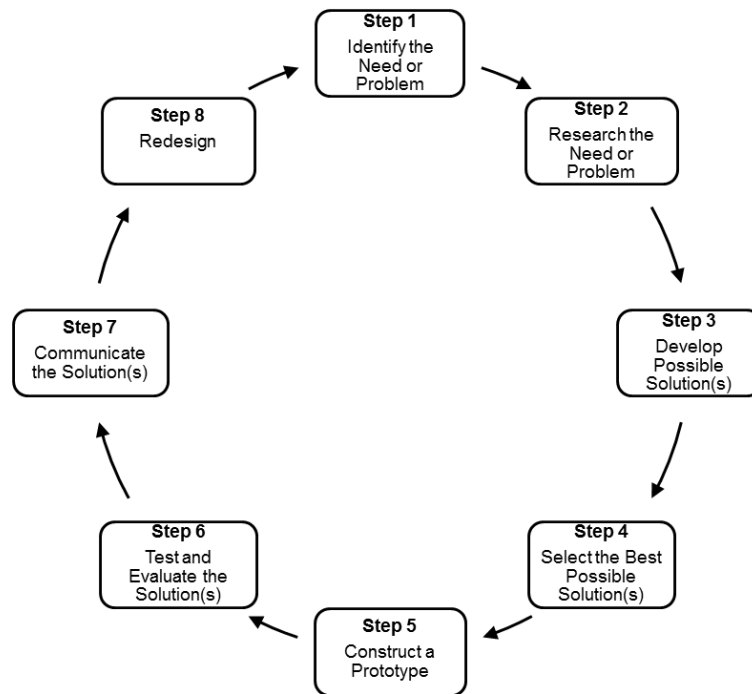 Step 1
Identify the
Need or
Problem
Step 2
Research the
Need or
Problem
Step 3
Develop
Possible
Solution(s)
Step 4
Select the Best
Possible
Solution(s)
Step 5
Construct a
Prototype
Step 6
Test and
Evaluate the
Solution(s)
Step 7
Communicate
the Solution(s)
Step 8
Redesign